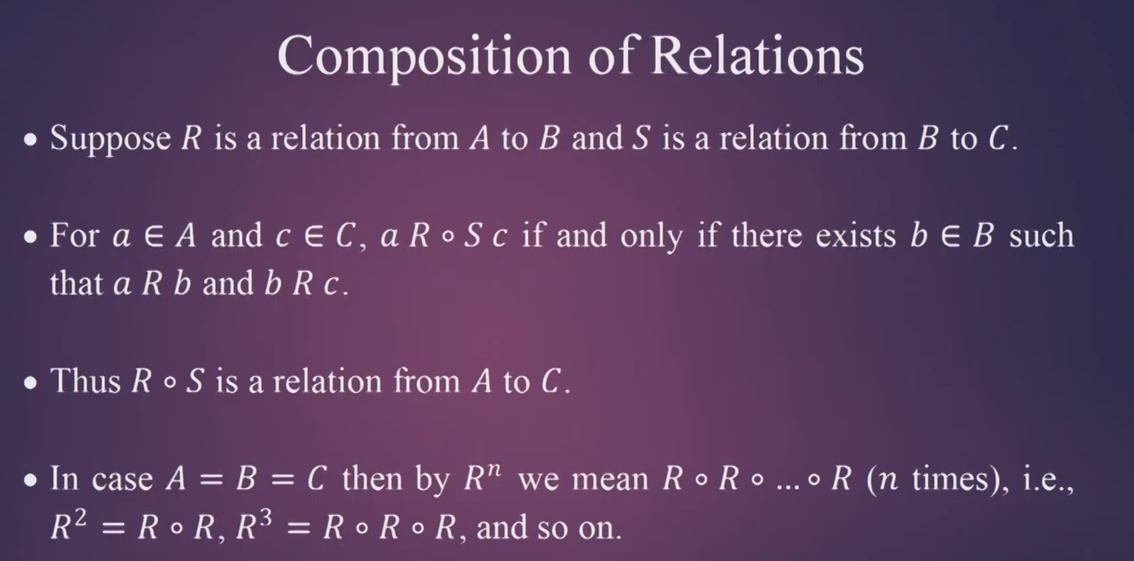 Composition of Relations
• Suppose R is a relation from A to B and S is a relation from B to C.
• For a ∈ A and c ∈ C, a R ∘ S c if and only if there exists b ∈ B such
that a R b and b R c.
• Thus R ∘ S is a relation from A to C.
• In case A = B = C then by Rⁿ we mean R ∘ R ∘ … ∘ R (n times), i.e.,
R² = R ∘ R, R³ = R ∘ R ∘ R, and so on.